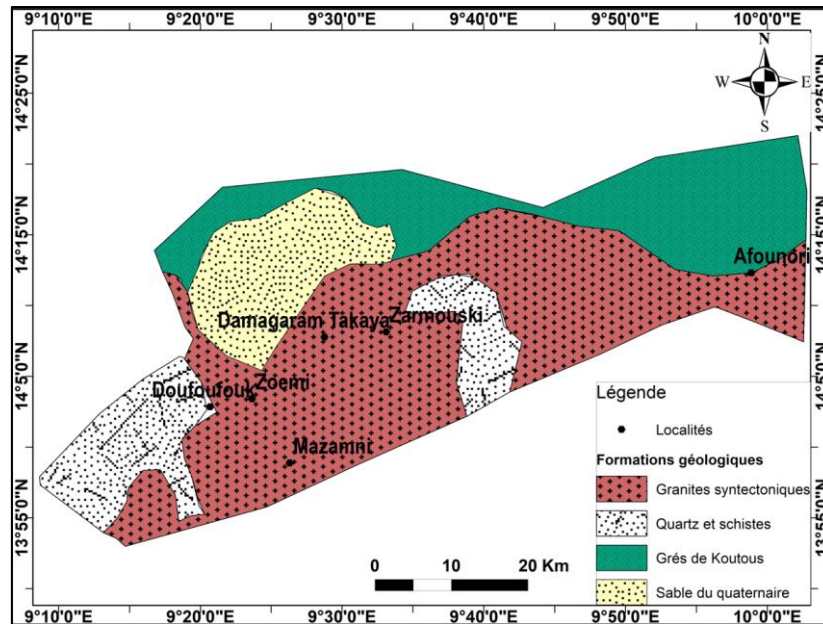 9°10'0"E 9°20'0"E 9°30'0"E 9°40'0"E 9°50'0"E 10°0'0"E
14°25'0"N
14°15'0"N
14°5'0"N
13°55'0"N
N
W E
S
14°25'0"N
14°15'0"N
14°5'0"N
13°55'0"N
Afounori
Damagaram Takaya
Zarmouski
Doufoufouk
Zoemi
Mazamni
Légende
Localités
Formations géologiques
Granites syntectoniques
Quartz et schistes
Grés de Koutous
Sable du quaternaire
0 10 20 Km
9°10'0"E 9°20'0"E 9°30'0"E 9°40'0"E 9°50'0"E 10°0'0"E